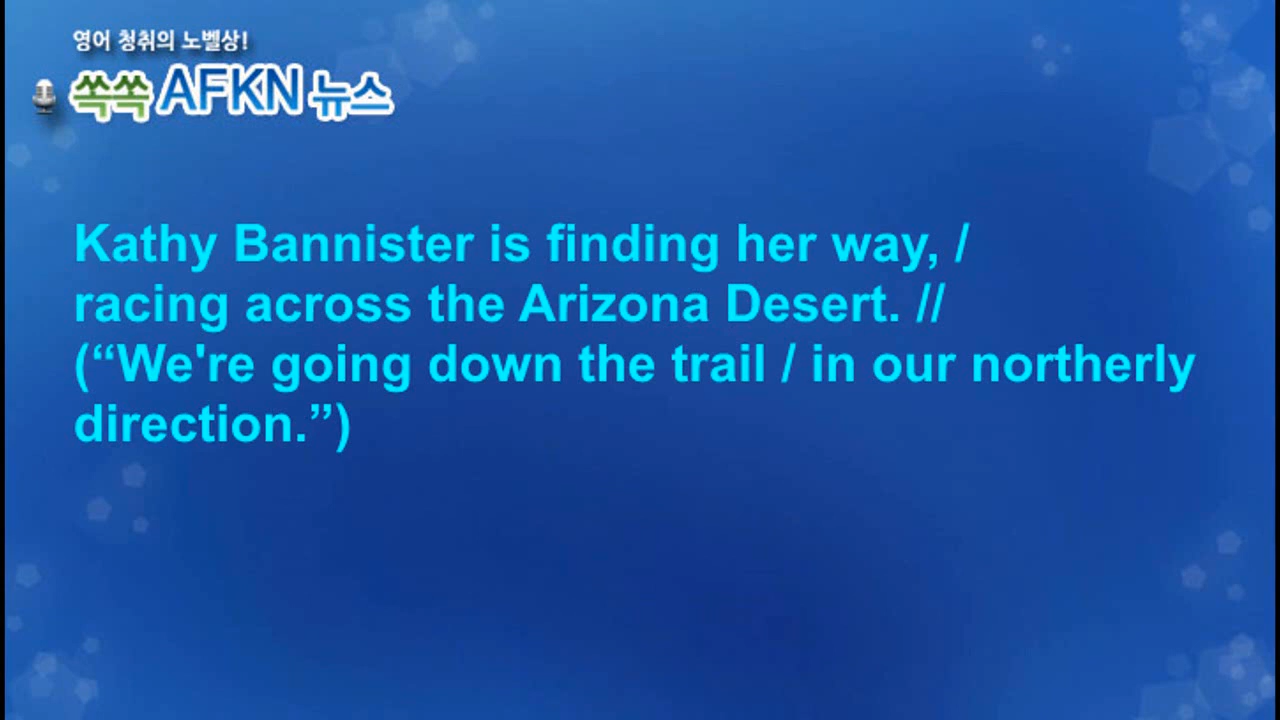 영어 청취의 노벨상!
쏙쏙 AFKN 뉴스
Kathy Bannister is finding her way, /
racing across the Arizona Desert. //
(“We're going down the trail / in our northerly
direction.”)